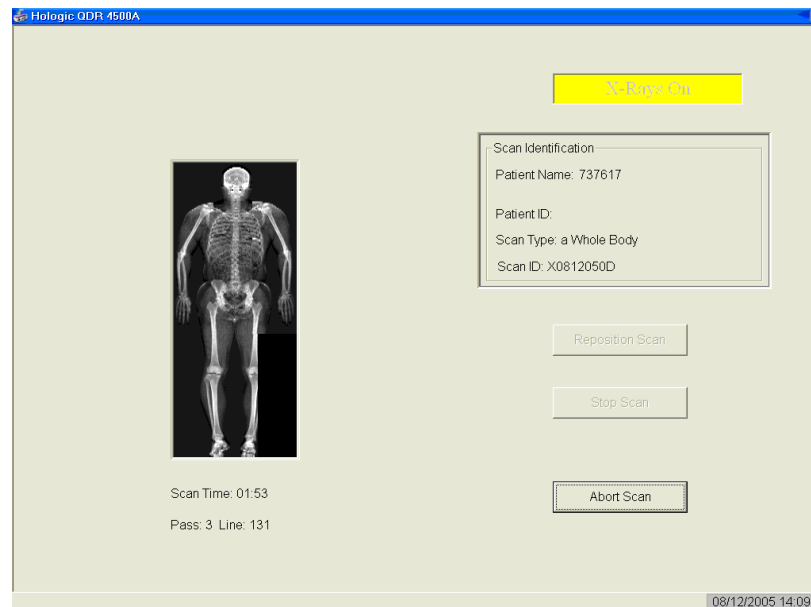 Hologic QDR 4500A
X-Rays On
Scan Identification
Patient Name: 737617
Patient ID:
Scan Type: a Whole Body
Scan ID: X0812050D
Reposition Scan
Stop Scan
Scan Time: 01:53
Abort Scan
Pass: 3 Line: 131
08/12/2005 14:09